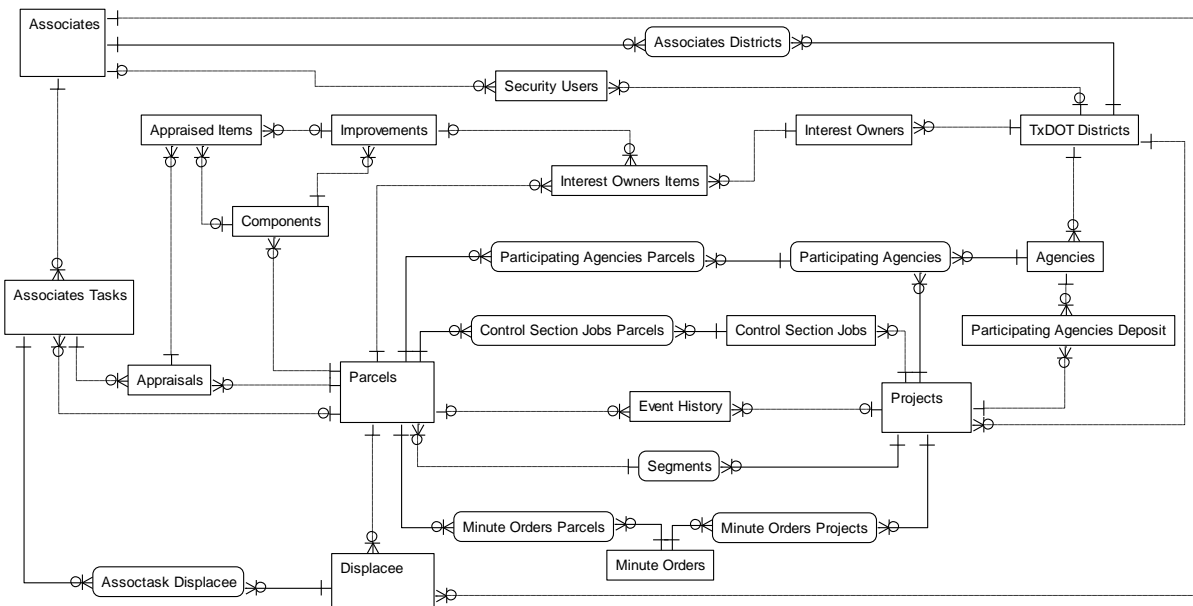 Associates
Associates Districts
Security Users
Appraised Items
Improvements
Interest Owners
TxDOT Districts
Interest Owners Items
Components
Participating Agencies Parcels
Participating Agencies
Agencies
Associates Tasks
Control Section Jobs Parcels
Control Section Jobs
Participating Agencies Deposit
Appraisals
Parcels
Event History
Projects
Segments
Minute Orders Parcels
Minute Orders Projects
Minute Orders
Assoctask Displacee
Displacee